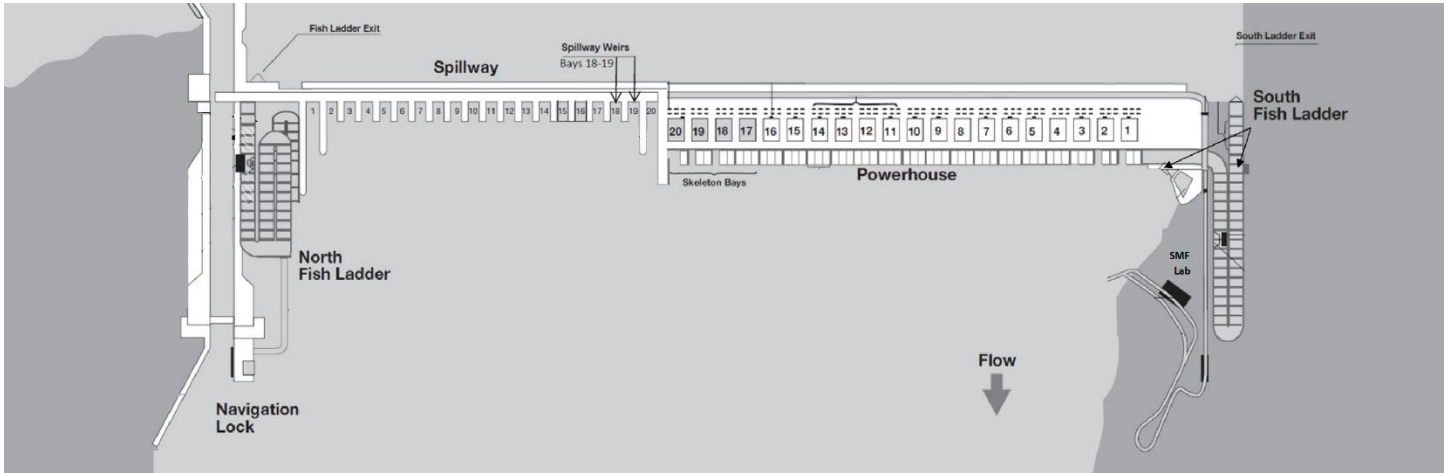 Fish Ladder Exit
Spillway Weirs
Bays 18-19
South Ladder Exit
Spillway
South
Fish Ladder
1 2 3 4 5 6 7 8 9 10 11 12 13 14 15 16 17 18 19 20
20 19 18 17 16 15 14 13 12 11 10 9 8 7 6 5 4 3 2 1
Skeleton Bays
Powerhouse
North
Fish Ladder
SMF
Lab
Flow
Navigation
Lock